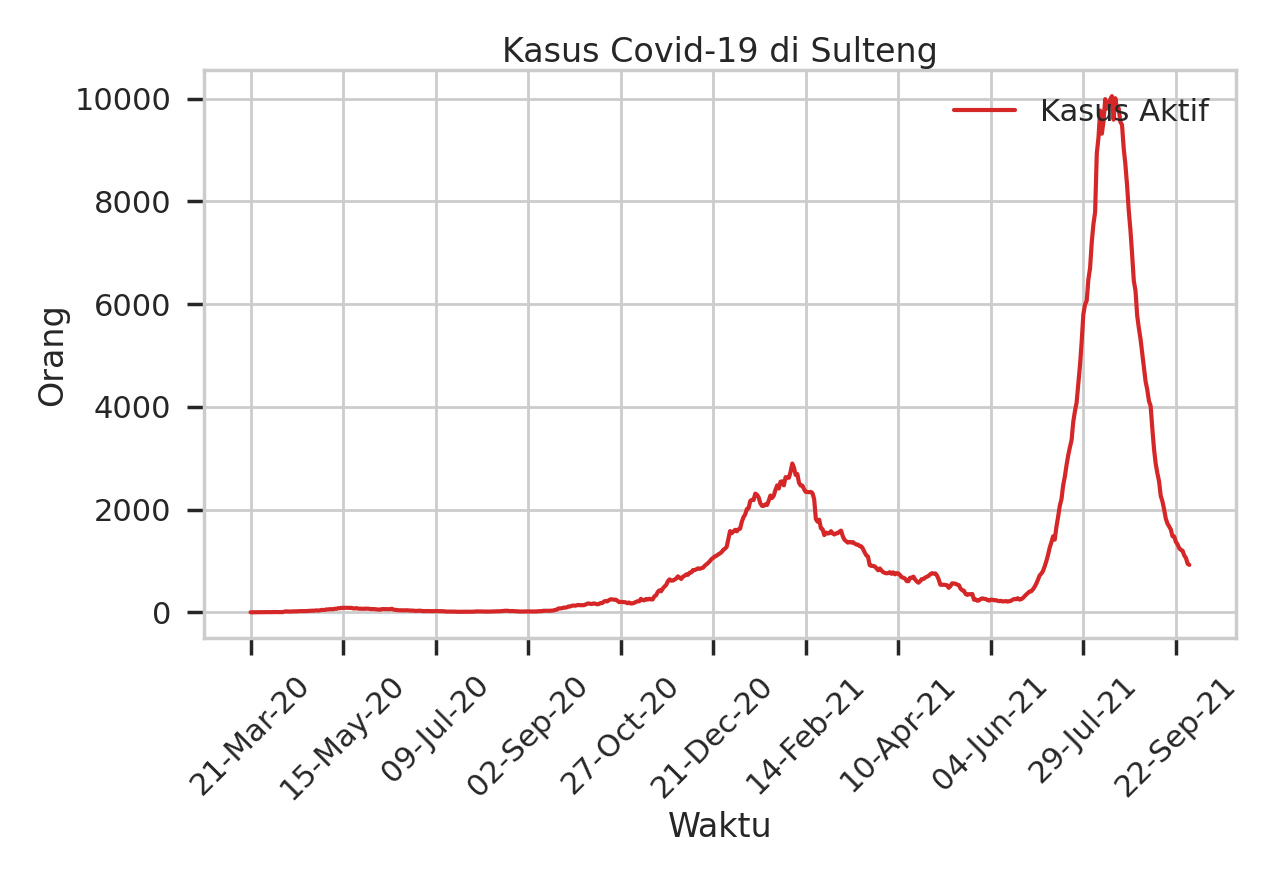 Kasus Covid-19 di Sulteng
Kasus Aktif
Orang
10000
8000
6000
4000
2000
0
21-Mar-20
15-May-20
09-Jul-20
02-Sep-20
27-Oct-20
21-Dec-20
14-Feb-21
10-Apr-21
04-Jun-21
29-Jul-21
22-Sep-21
Waktu